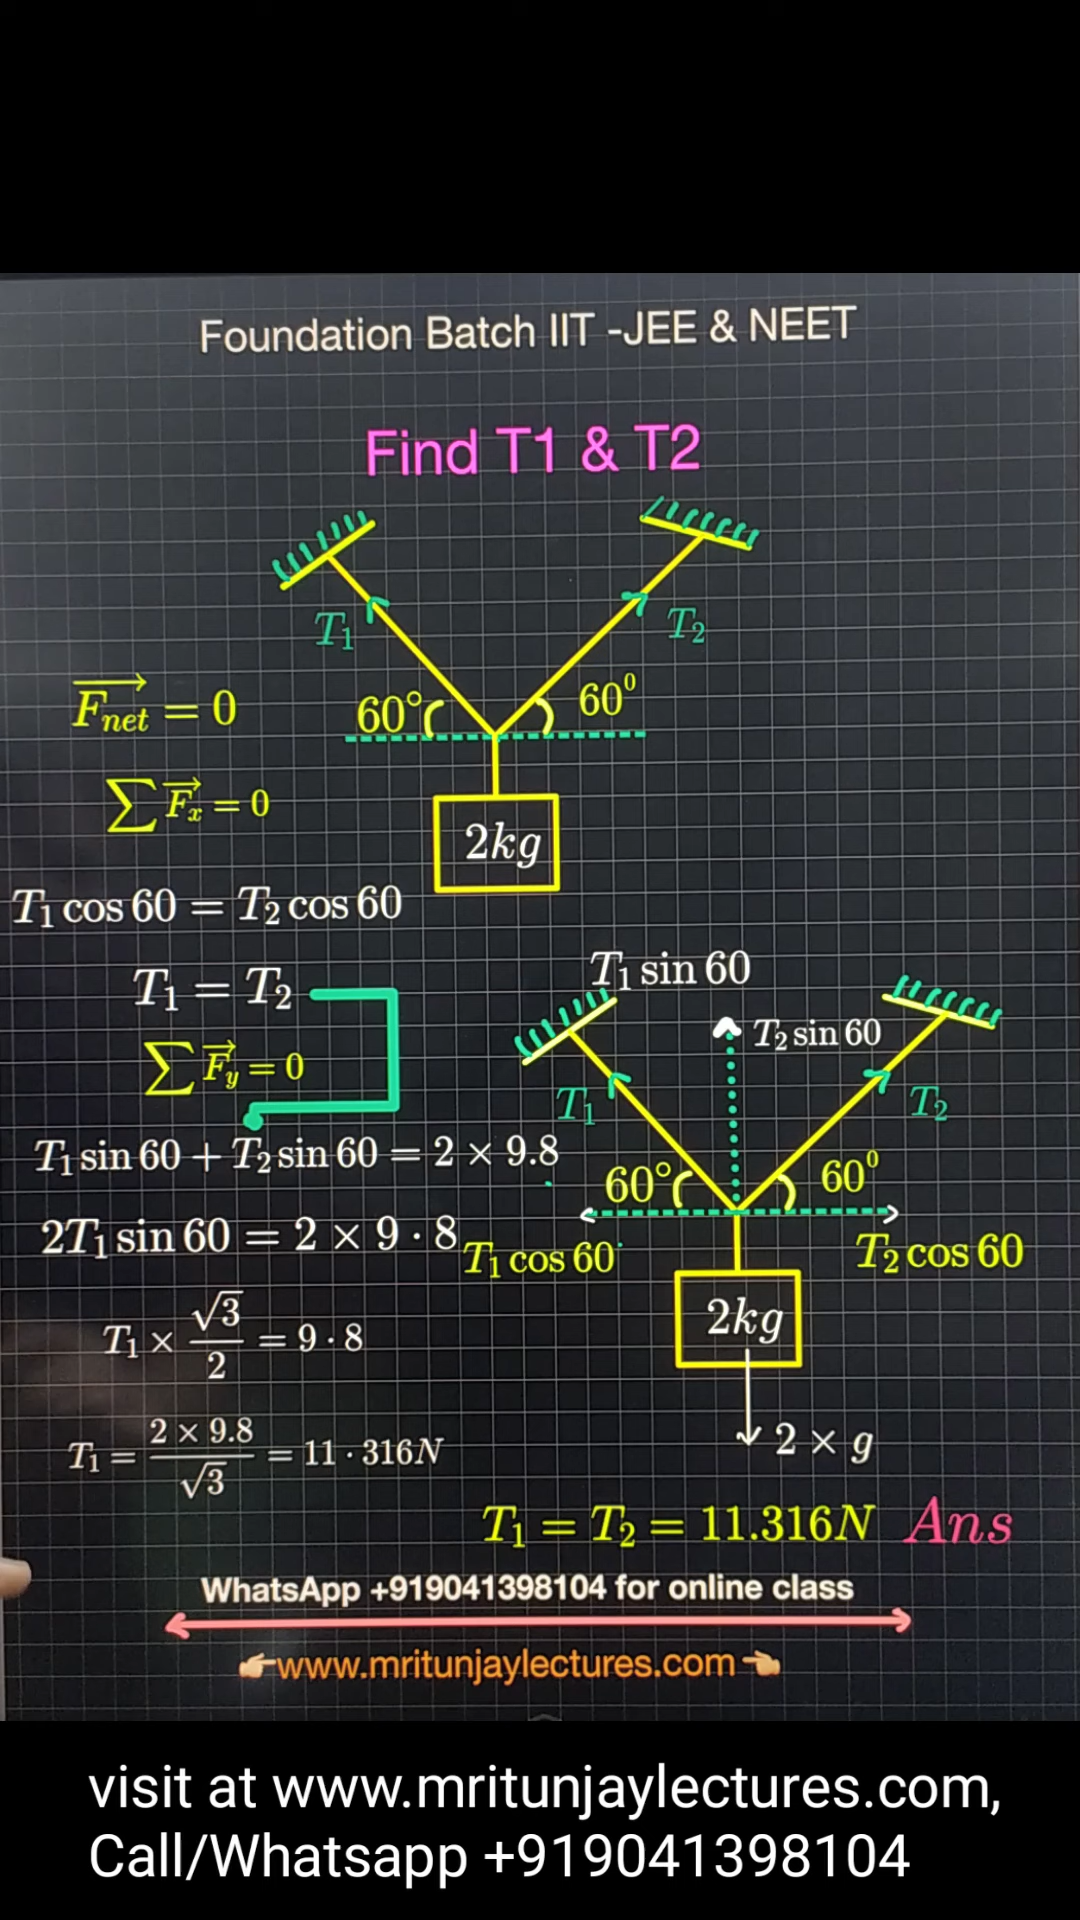 Foundation Batch IIT -JEE & NEET
Find T1 & T2
T₁
T₂
60°
60⁰
2kg
F⃗net = 0
∑F⃗ₓ = 0
T₁ cos 60 = T₂ cos 60
T₁ = T₂
∑F⃗y = 0
T₁ sin 60 + T₂ sin 60 = 2 × 9.8
2T₁ sin 60 = 2 × 9 · 8
T₁ × √3/2 = 9 · 8
T₁ = 2 × 9.8/√3 = 11 · 316N
T₁ sin 60
T₂ sin 60
T₁
T₂
60°
60⁰
T₁ cos 60
T₂ cos 60
2kg
2 × g
T₁ = T₂ = 11.316N Ans
WhatsApp +919041398104 for online class
👉www.mritunjaylectures.com👈
visit at www.mritunjaylectures.com,
Call/Whatsapp +919041398104